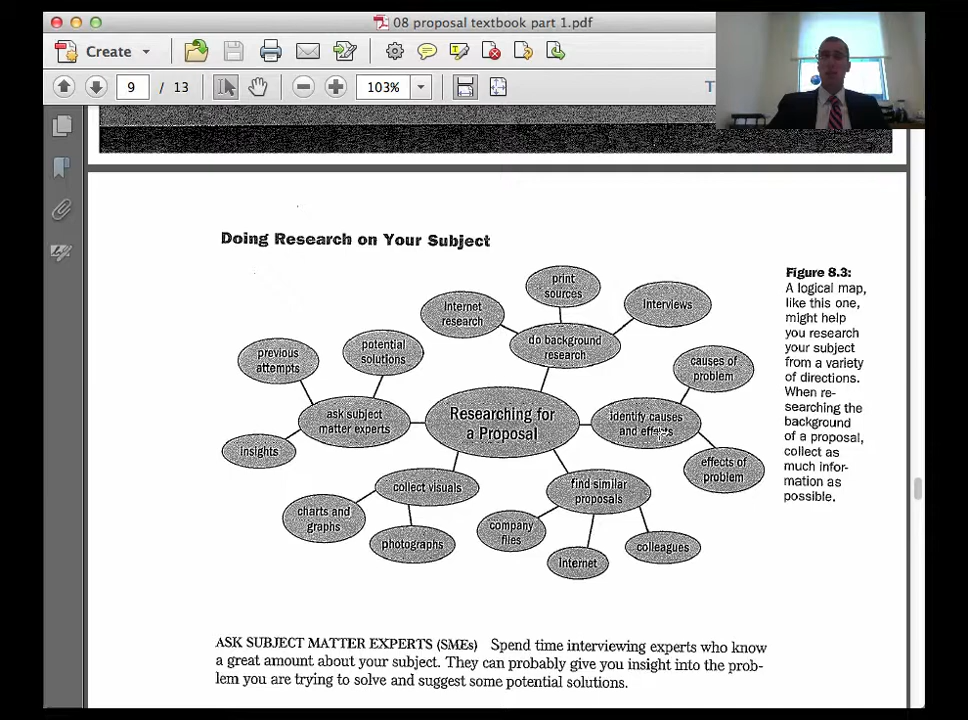 08 proposal textbook part 1.pdf
Create
9 / 13
103%
T
Doing Research on Your Subject
print
sources
Internet
research
Interviews
do background
research
previous
attempts
potential
solutions
causes of
problem
ask subject
matter experts
Researching for
a Proposal
identify causes
and effects
insights
effects of
problem
collect visuals
find similar
proposals
charts and
graphs
photographs
company
files
Internet
colleagues
Figure 8.3:
A logical map,
like this one,
might help
you research
your subject
from a variety
of directions.
When re-
searching the
background
of a proposal,
collect as
much infor-
mation as
possible.
ASK SUBJECT MATTER EXPERTS (SMEs) Spend time interviewing experts who know
a great amount about your subject. They can probably give you insight into the prob-
lem you are trying to solve and suggest some potential solutions.